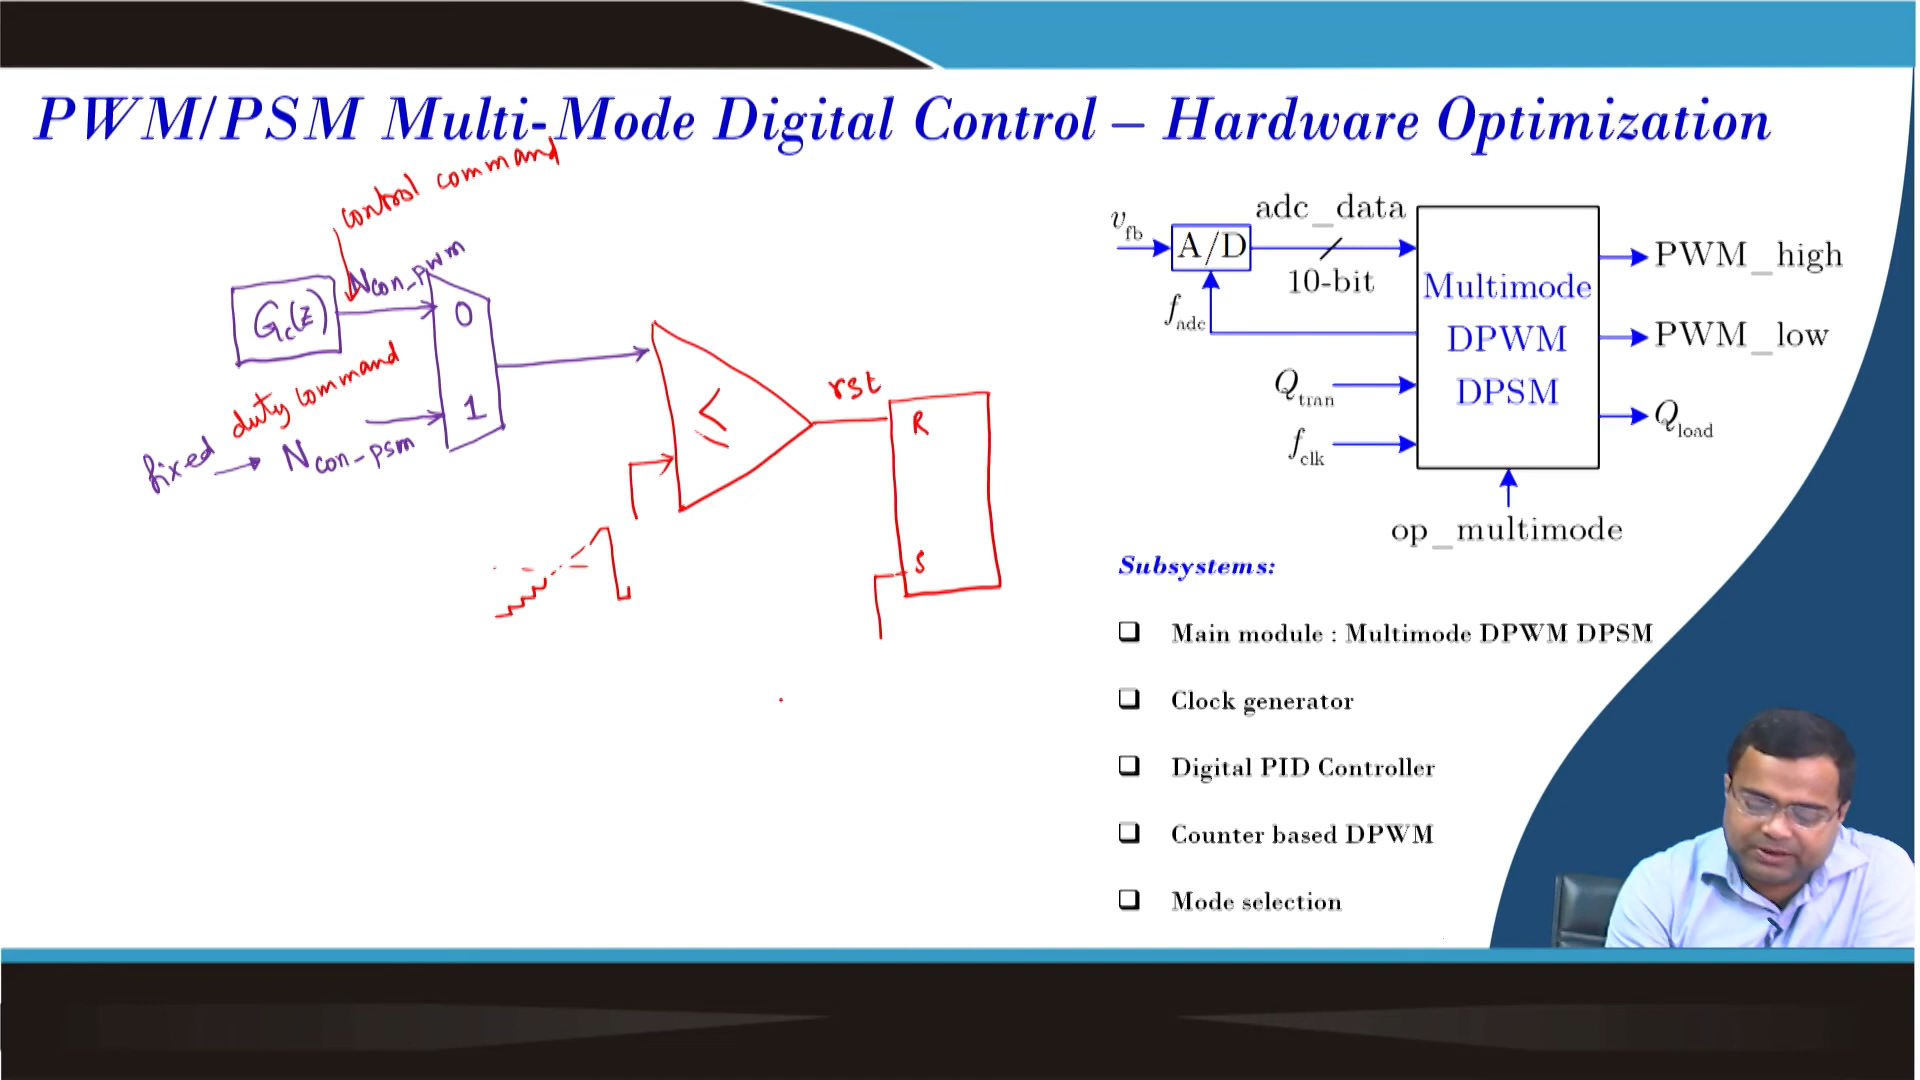 PWM/PSM Multi-Mode Digital Control – Hardware Optimization
control command
Ncon_pwm
Gc(z)
0
1
fixed → Ncon-psm
duty command
≤
rst
R
S
vfb
A/D
adc_data
10-bit
fadc
Qtran
fclk
Multimode
DPWM
DPSM
PWM_high
PWM_low
Qload
op_multimode
Subsystems:
❑ Main module : Multimode DPWM DPSM
❑ Clock generator
❑ Digital PID Controller
❑ Counter based DPWM
❑ Mode selection